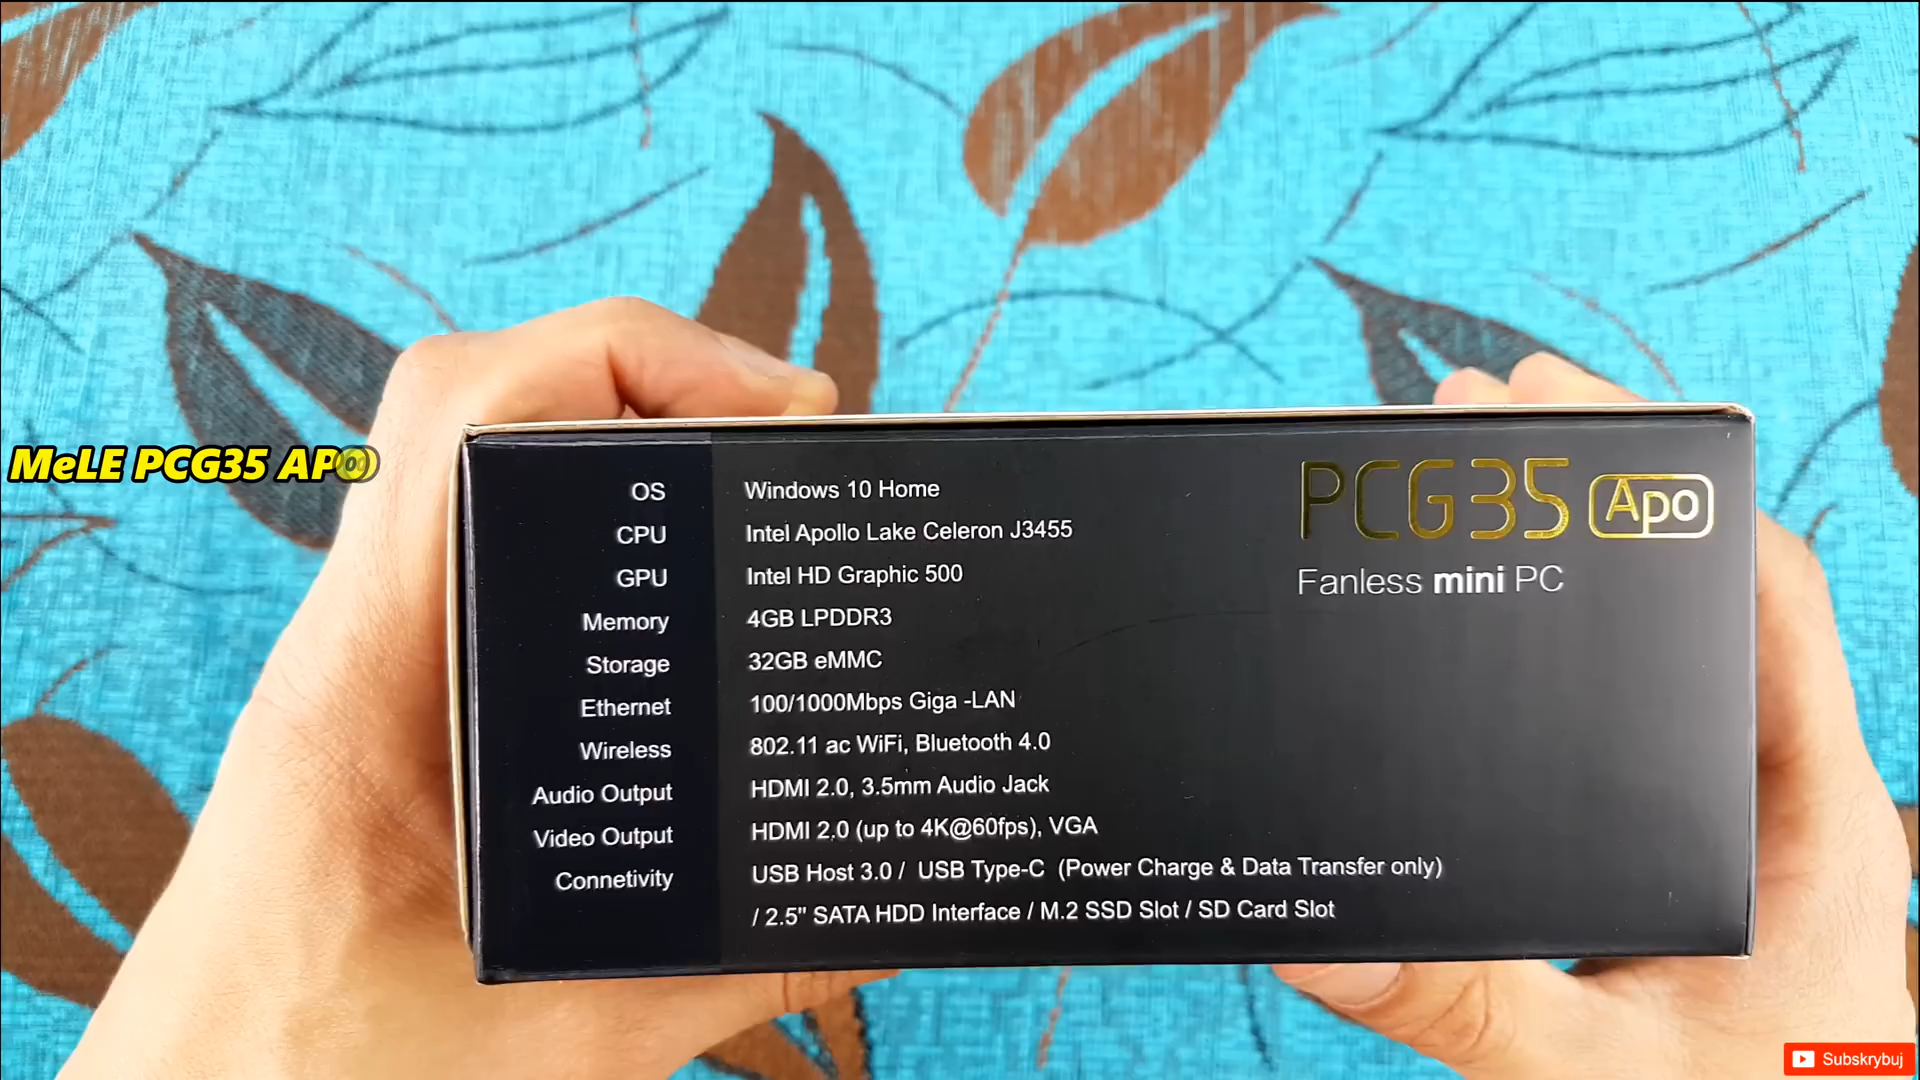 MeLE PCG35 APO
PCG35 Apo
Fanless mini PC
OS Windows 10 Home
CPU Intel Apollo Lake Celeron J3455
GPU Intel HD Graphic 500
Memory 4GB LPDDR3
Storage 32GB eMMC
Ethernet 100/1000Mbps Giga -LAN
Wireless 802.11 ac WiFi, Bluetooth 4.0
Audio Output HDMI 2.0, 3.5mm Audio Jack
Video Output HDMI 2.0 (up to 4K@60fps), VGA
Connetivity USB Host 3.0 / USB Type-C (Power Charge & Data Transfer only)
/ 2.5" SATA HDD Interface / M.2 SSD Slot / SD Card Slot
Subskrybuj